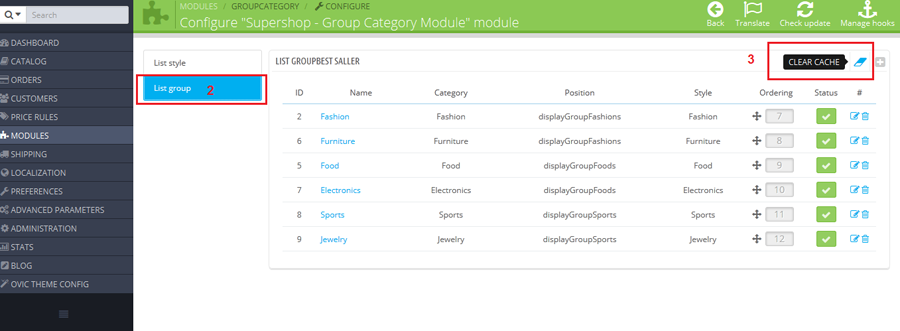 Search
DASHBOARD
CATALOG
ORDERS
CUSTOMERS
PRICE RULES
MODULES
SHIPPING
LOCALIZATION
PREFERENCES
ADVANCED PARAMETERS
ADMINISTRATION
STATS
BLOG
OVIC THEME CONFIG
MODULES / GROUPCATEGORY / CONFIGURE
Configure "Supershop - Group Category Module" module
Back Translate Check update Manage hooks
List style
List group 2
LIST GROUPBEST SALLER 3 CLEAR CACHE
ID Name Category Position Style Ordering Status #
2 Fashion Fashion displayGroupFashions Fashion 7
6 Furniture Furniture displayGroupFashions Furniture 8
5 Food Food displayGroupFoods Food 9
7 Electronics Electronics displayGroupFoods Electronics 10
8 Sports Sports displayGroupSports Sports 11
9 Jewelry Jewelry displayGroupSports Jewelry 12